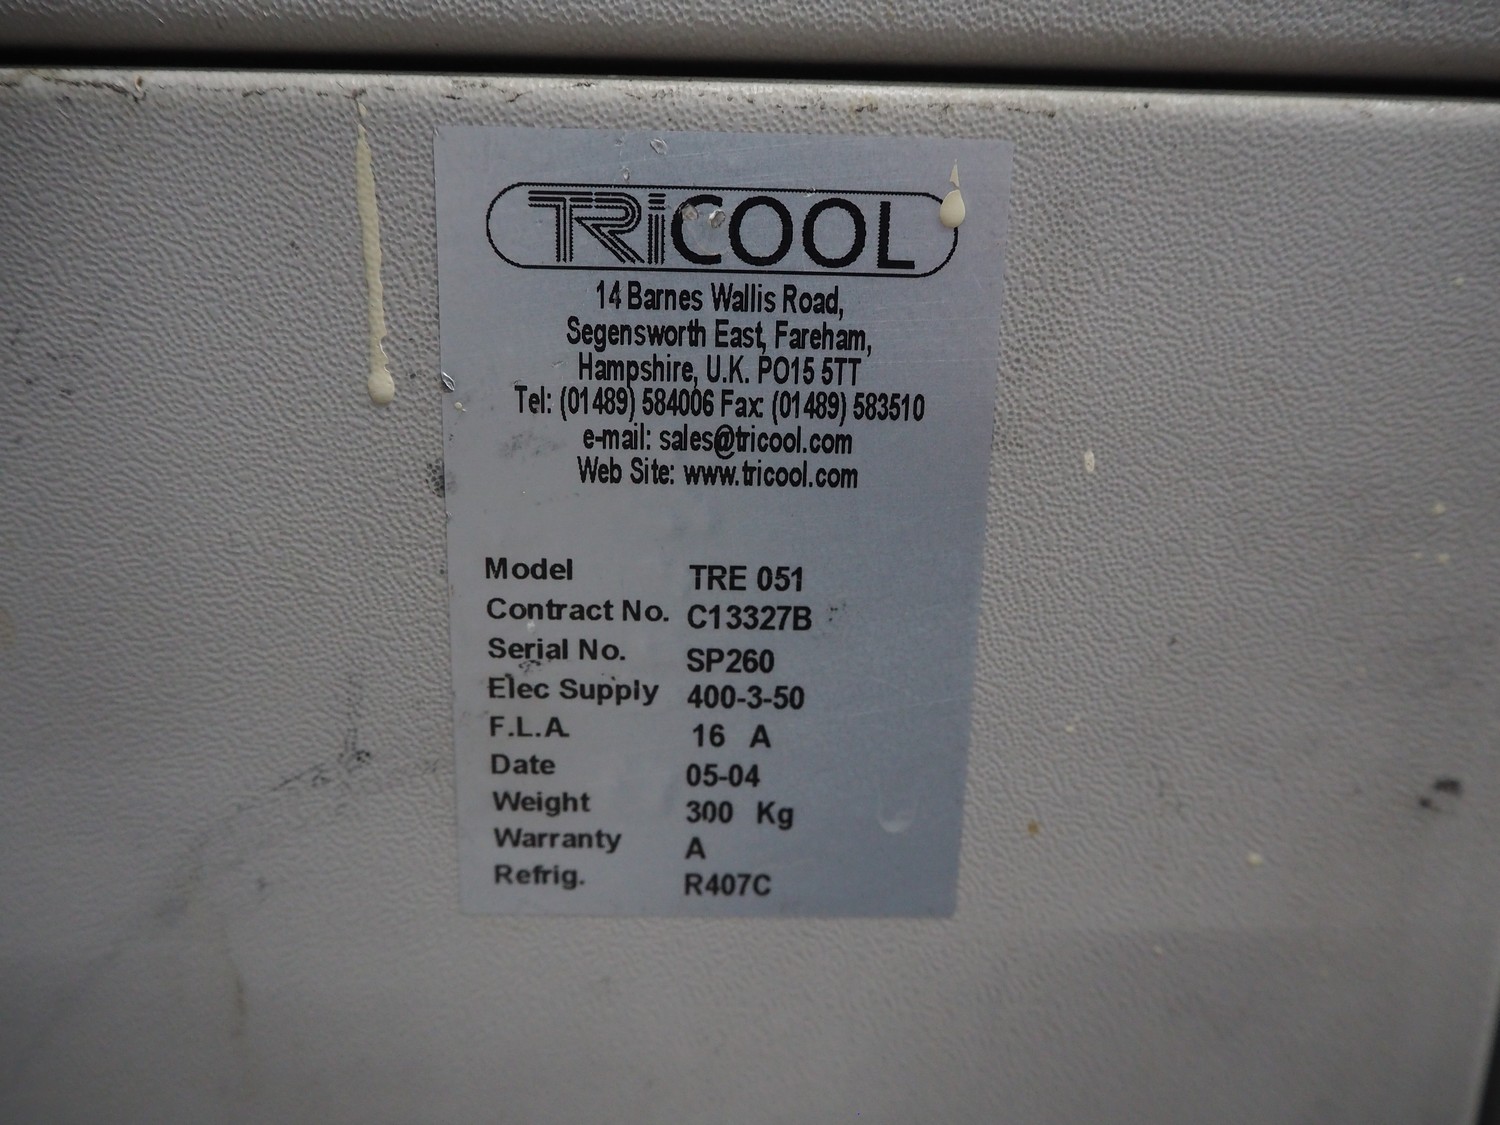 TRiCOOL
14 Barnes Wallis Road,
Segensworth East, Fareham,
Hampshire, U.K. PO15 5TT
Tel: (01489) 584006 Fax: (01489) 583510
e-mail: sales@tricool.com
Web Site: www.tricool.com
Model TRE 051
Contract No. C13327B
Serial No. SP260
Elec Supply 400-3-50
F.L.A. 16 A
Date 05-04
Weight 300 Kg
Warranty A
Refrig. R407C